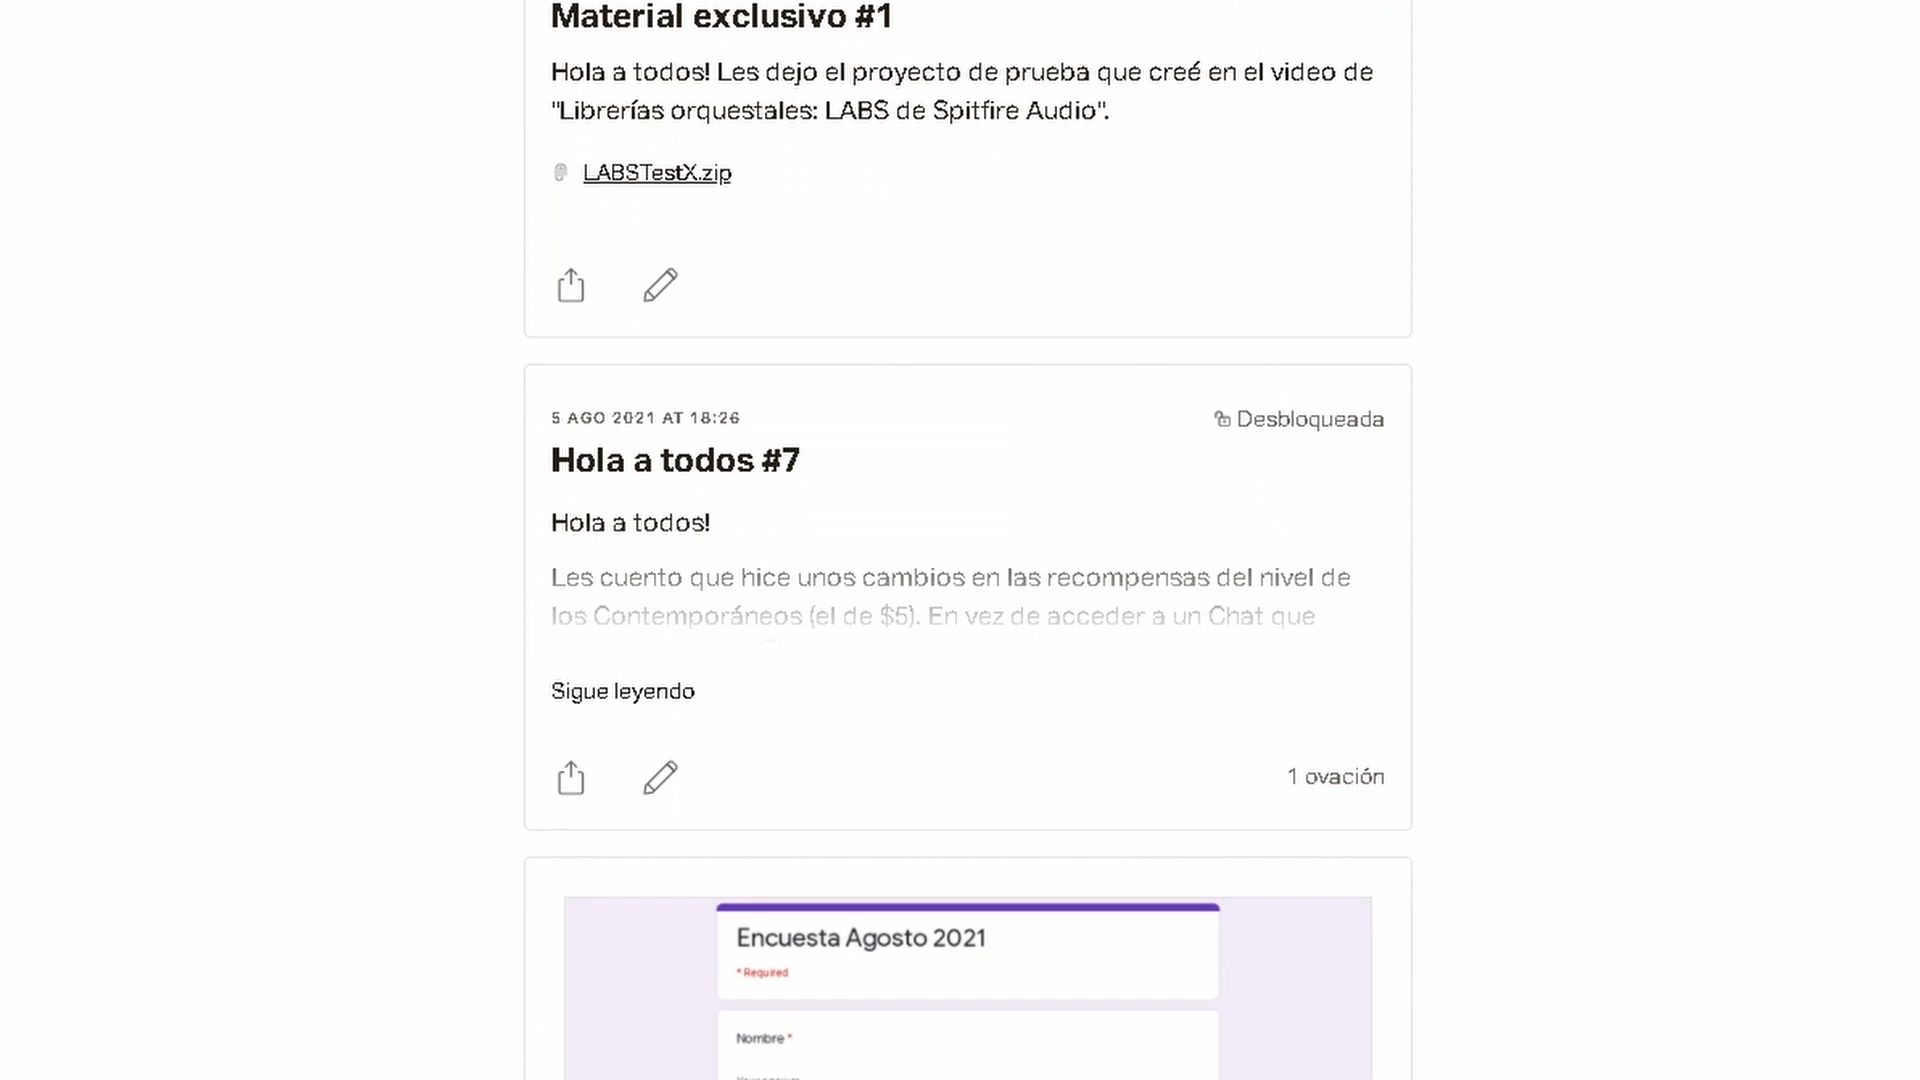 Material exclusivo #1
Hola a todos! Les dejo el proyecto de prueba que creé en el video de
"Librerías orquestales: LABS de Spitfire Audio".
LABSTestX.zip
5 AGO 2021 AT 18:26
Desbloqueada
Hola a todos #7
Hola a todos!
Les cuento que hice unos cambios en las recompensas del nivel de
los Contemporáneos (el de $5). En vez de acceder a un Chat que
Sigue leyendo
1 ovación
Encuesta Agosto 2021
* Required
Nombre *